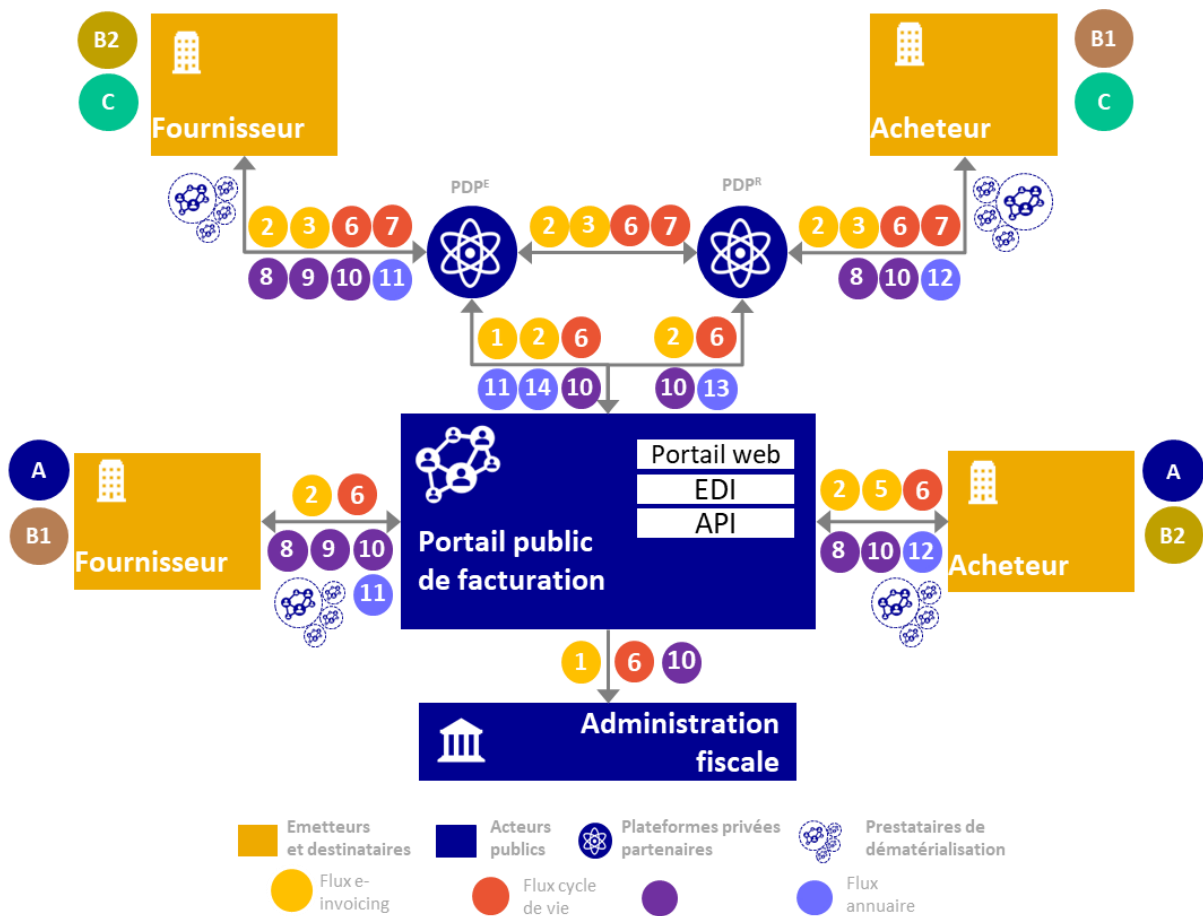 B2
C
Fournisseur
B1
C
Acheteur
PDPᴱ
PDPᴿ
2 3 6 7
8 9 10 11
2 3 6 7
2 3 6 7
8 10 12
1 2 6
11 14 10
2 6
10 13
A
B1
Fournisseur
2 6
8 9 10
11
Portail public
de facturation
Portail web
EDI
API
2 5 6
8 10 12
Acheteur
A
B2
1 6 10
Administration
fiscale
Emetteurs
et destinataires
Acteurs
publics
Plateformes privées
partenaires
Prestataires de
dématérialisation
Flux e-
invoicing
Flux cycle
de vie
Flux
annuaire